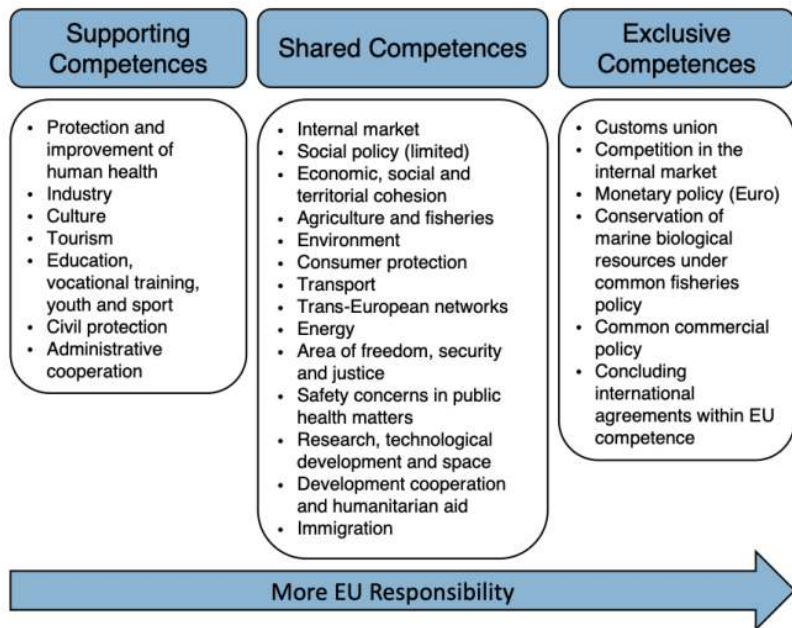 Supporting
Competences
• Protection and
improvement of
human health
• Industry
• Culture
• Tourism
• Education,
vocational training,
youth and sport
• Civil protection
• Administrative
cooperation
Shared Competences
• Internal market
• Social policy (limited)
• Economic, social and
territorial cohesion
• Agriculture and fisheries
• Environment
• Consumer protection
• Transport
• Trans-European networks
• Energy
• Area of freedom, security
and justice
• Safety concerns in public
health matters
• Research, technological
development and space
• Development cooperation
and humanitarian aid
• Immigration
Exclusive
Competences
• Customs union
• Competition in the
internal market
• Monetary policy (Euro)
• Conservation of
marine biological
resources under
common fisheries
policy
• Common commercial
policy
• Concluding
international
agreements within EU
competence
More EU Responsibility